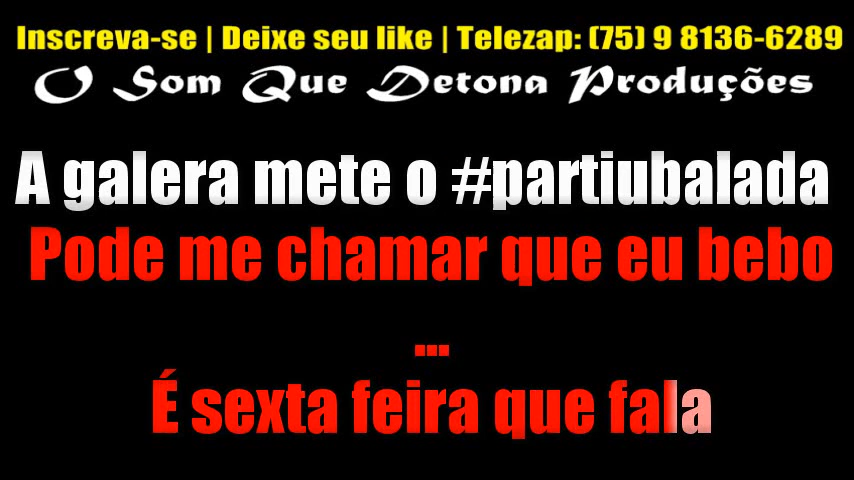 Inscreva-se | Deixe seu like | Telezap: (75) 9 8136-6289
O Som Que Detona Produções
A galera mete o #partiubalada
Pode me chamar que eu bebo
...
É sexta feira que fala